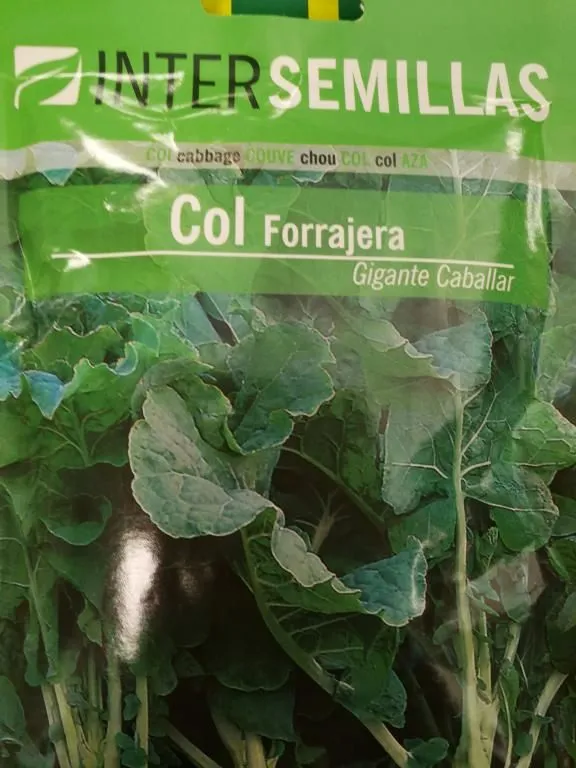 INTERSEMILLAS
COL cabbage COUVE chou COL col AZA
Col Forrajera
Gigante Caballar